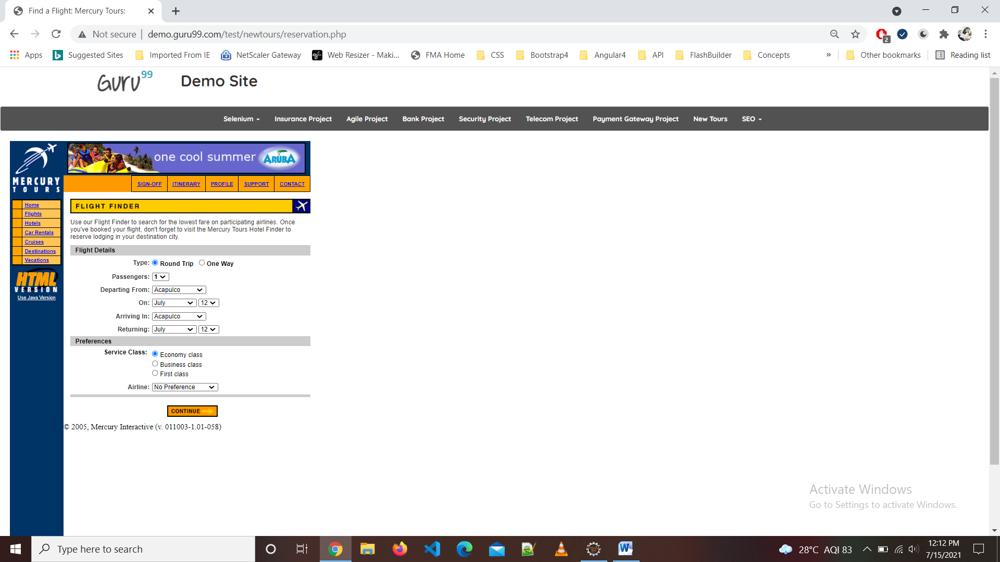 Find a Flight: Mercury Tours:
Not secure | demo.guru99.com/test/newtours/reservation.php
2
Apps Suggested Sites Imported From IE NetScaler Gateway Web Resizer - Maki... FMA Home CSS Bootstrap4 Angular4 API FlashBuilder Concepts » Other bookmarks Reading list
Guru99 Demo Site
Selenium Insurance Project Agile Project Bank Project Security Project Telecom Project Payment Gateway Project New Tours SEO
one cool summer ARUBA
MERCURY
TOURS
SIGN-OFF ITINERARY PROFILE SUPPORT CONTACT
Home
Flights
Hotels
Car Rentals
Cruises
Destinations
Vacations
HTML
VERSION
Use Java Version
FLIGHT FINDER
Use our Flight Finder to search for the lowest fare on participating airlines. Once
you've booked your flight, don't forget to visit the Mercury Tours Hotel Finder to
reserve lodging in your destination city.
Flight Details
Type: Round Trip One Way
Passengers: 1
Departing From: Acapulco
On: July 12
Arriving In: Acapulco
Returning: July 12
Preferences
Service Class: Economy class
Business class
First class
Airline: No Preference
CONTINUE
© 2005, Mercury Interactive (v. 011003-1.01-058)
Activate Windows
Go to Settings to activate Windows.
Type here to search
28°C AQI 83
12:12 PM
7/15/2021